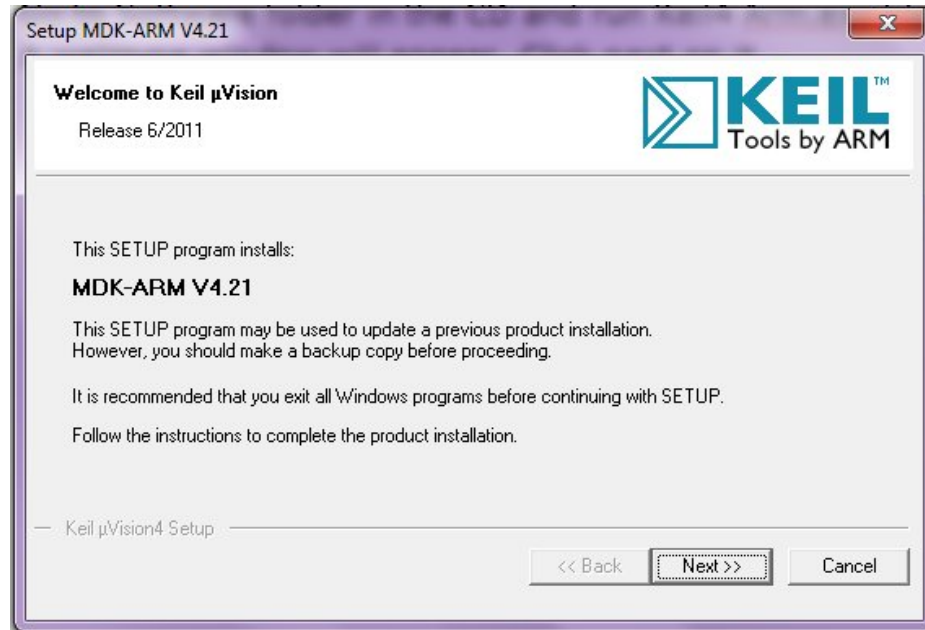 Setup MDK-ARM V4.21
Welcome to Keil µVision
Release 6/2011
KEIL™
Tools by ARM
This SETUP program installs:
MDK-ARM V4.21
This SETUP program may be used to update a previous product installation.
However, you should make a backup copy before proceeding.
It is recommended that you exit all Windows programs before continuing with SETUP.
Follow the instructions to complete the product installation.
Keil µVision4 Setup
<< Back Next >> Cancel